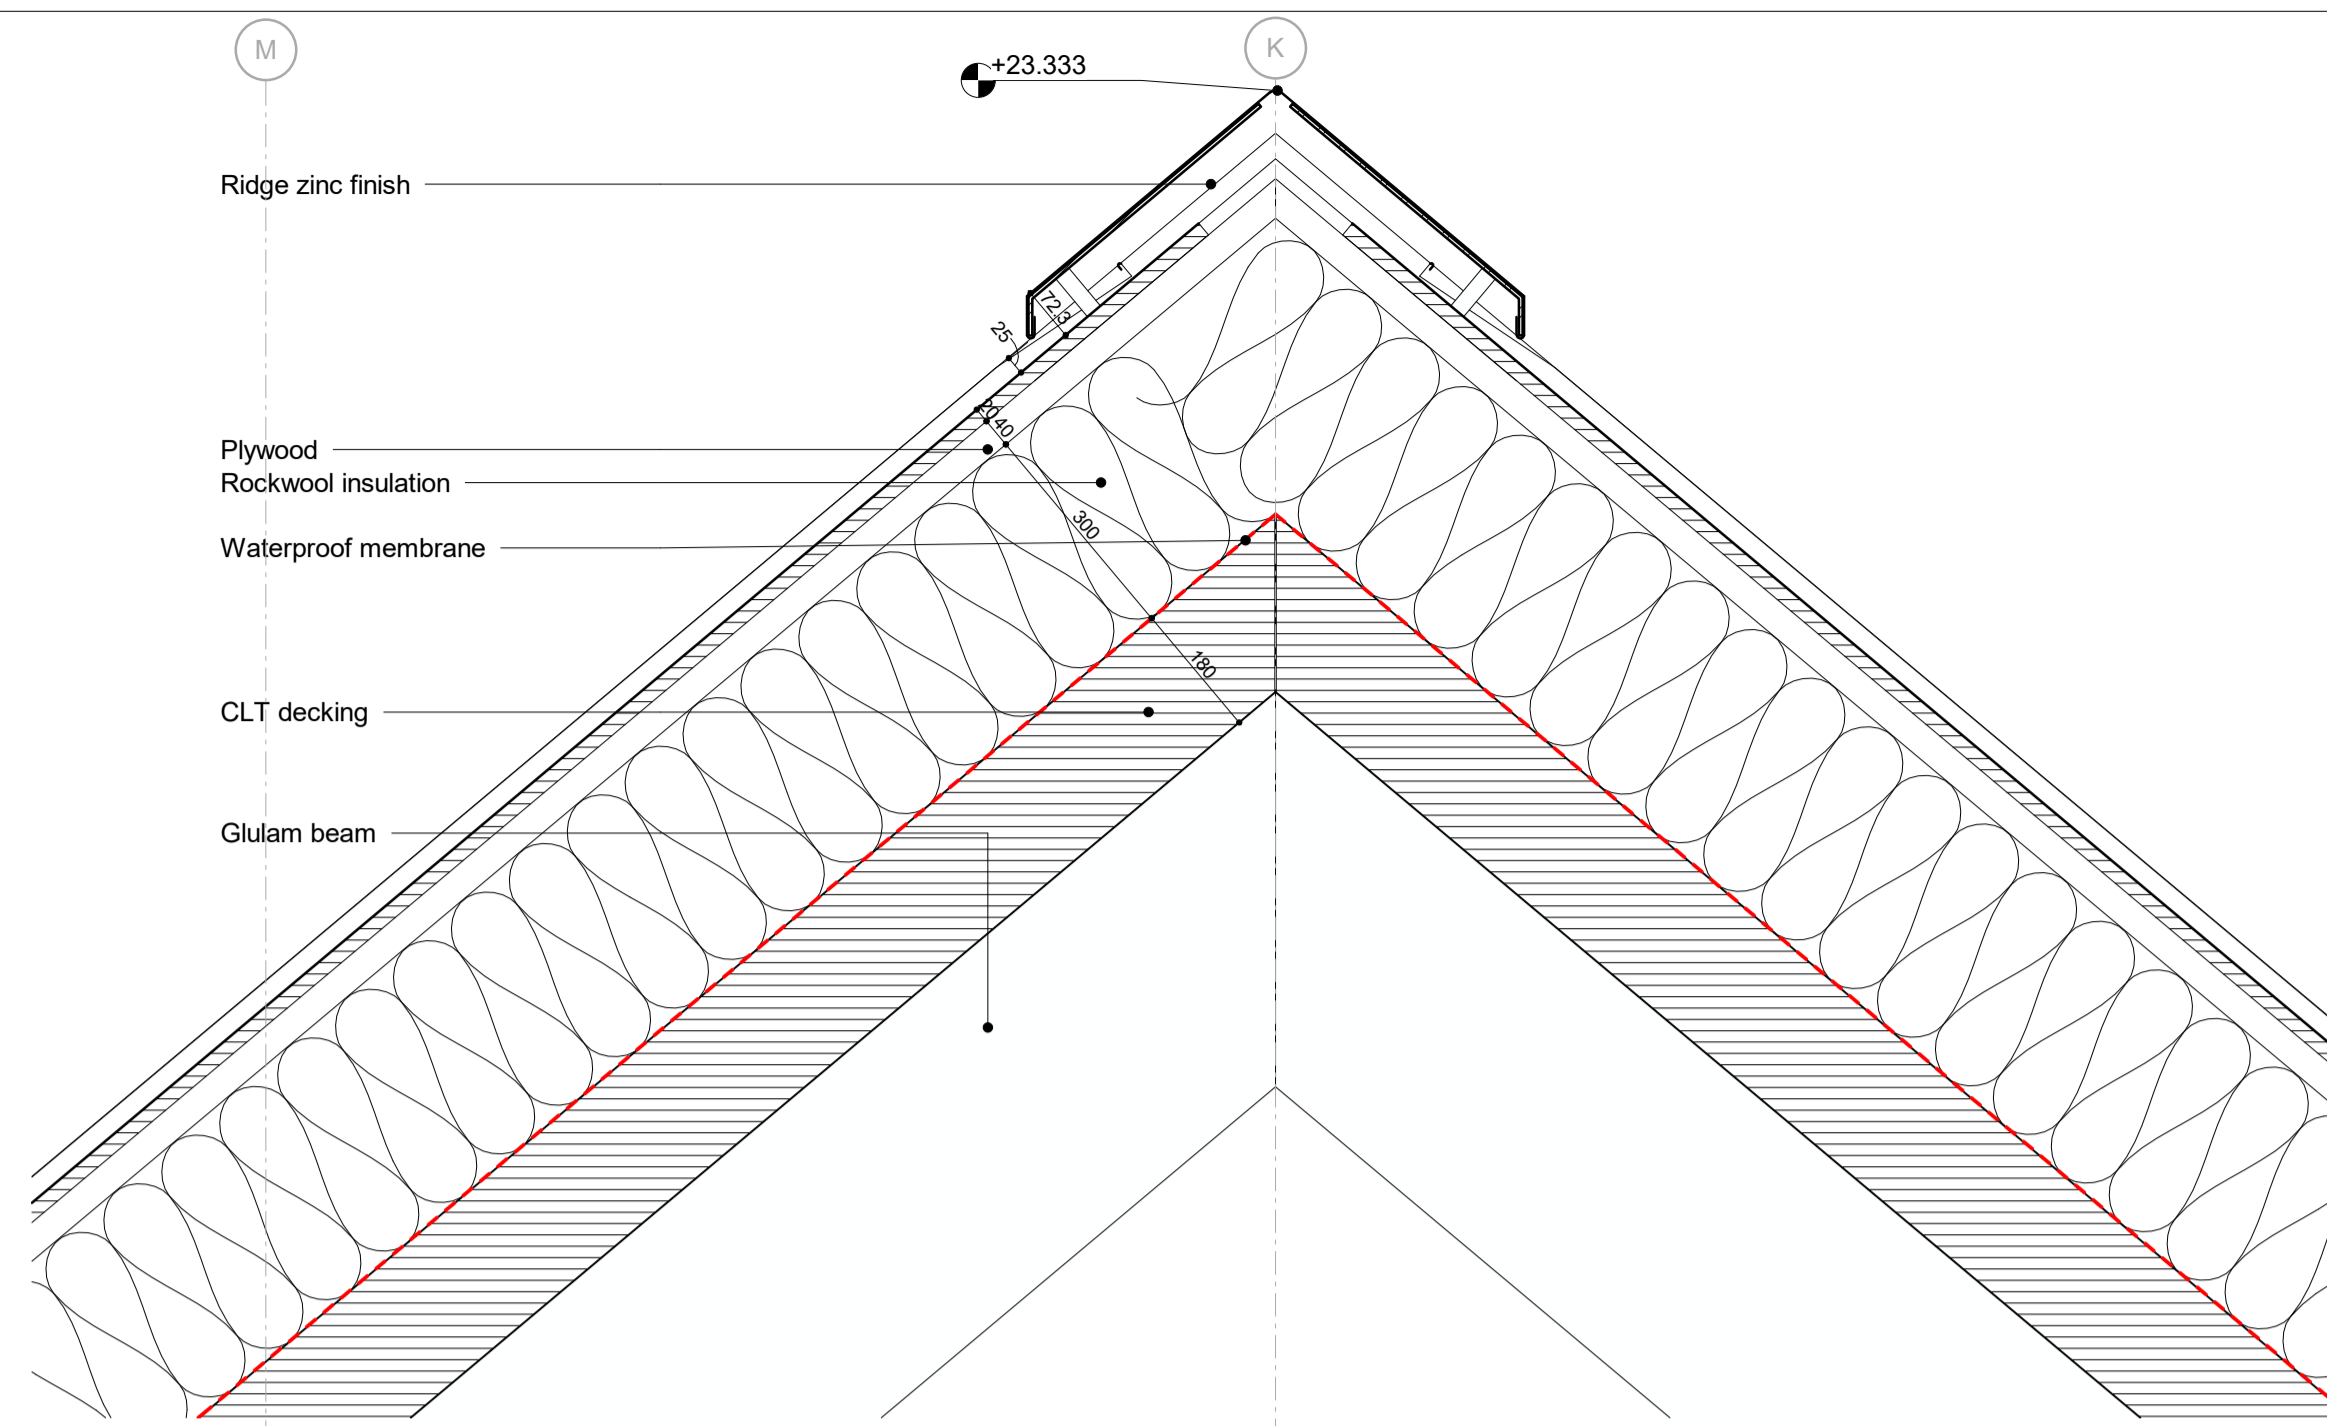 M
K
+23.333
Ridge zinc finish
72.3
25
20
40
Plywood
Rockwool insulation
300
Waterproof membrane
180
CLT decking
Glulam beam